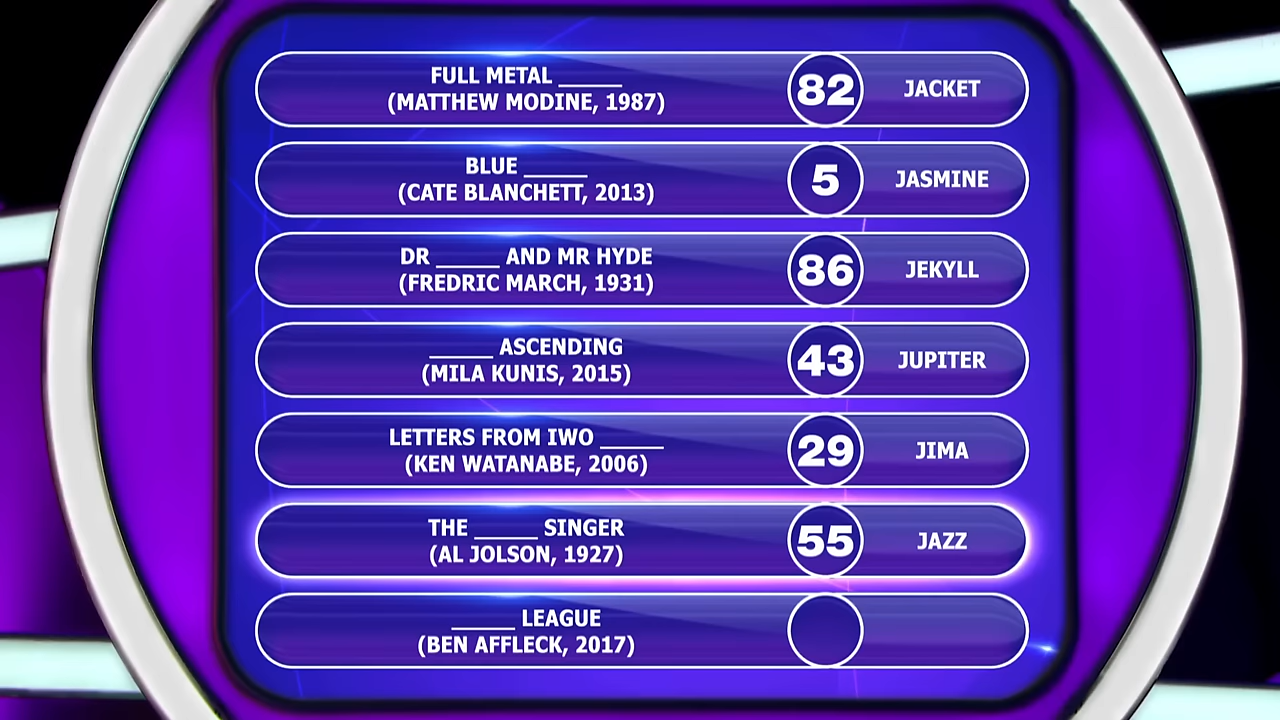 FULL METAL _____
(MATTHEW MODINE, 1987)
82
JACKET
BLUE _____
(CATE BLANCHETT, 2013)
5
JASMINE
DR _____ AND MR HYDE
(FREDRIC MARCH, 1931)
86
JEKYLL
_____ ASCENDING
(MILA KUNIS, 2015)
43
JUPITER
LETTERS FROM IWO _____
(KEN WATANABE, 2006)
29
JIMA
THE _____ SINGER
(AL JOLSON, 1927)
55
JAZZ
_____ LEAGUE
(BEN AFFLECK, 2017)